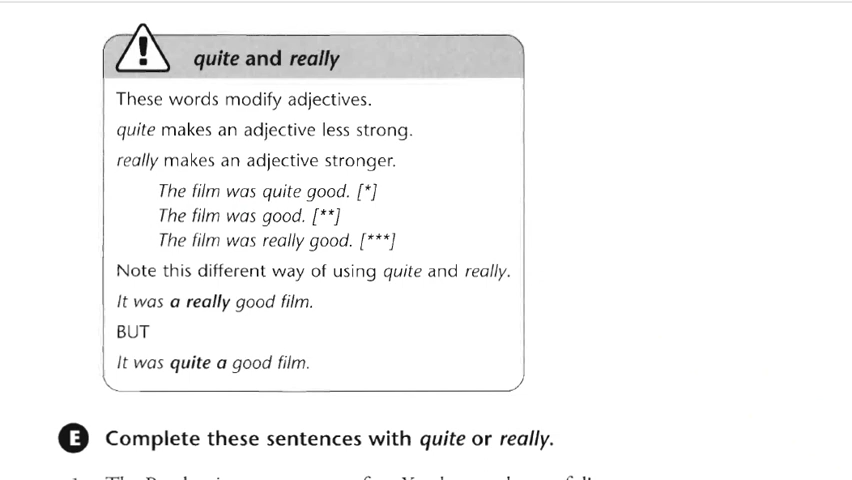 quite and really
These words modify adjectives.
quite makes an adjective less strong.
really makes an adjective stronger.
The film was quite good. [*]
The film was good. [**]
The film was really good. [***]
Note this different way of using quite and really.
It was a really good film.
BUT
It was quite a good film.
E Complete these sentences with quite or really.